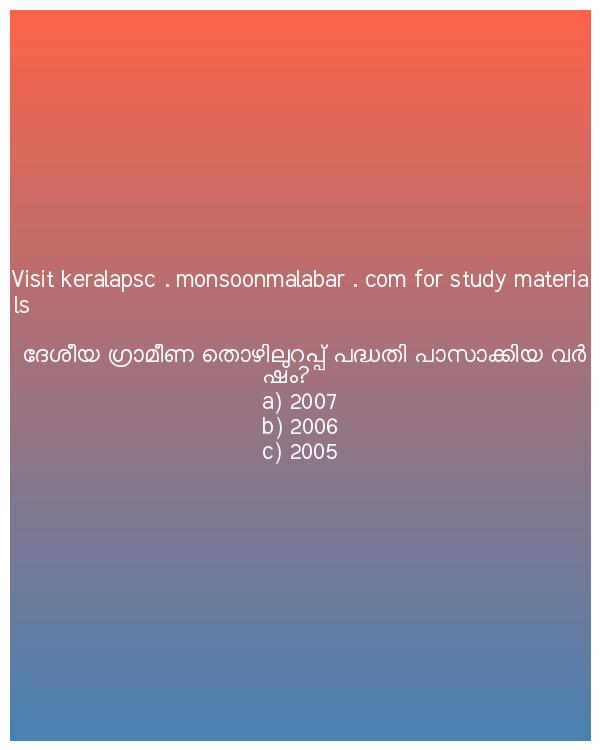 Visit keralapsc . monsoonmalabar . com for study materia
ls
ദേശീയ ഗ്രാമീണ തൊഴിലുറപ്പ് പദ്ധതി പാസാക്കിയ വർ
ഷം?
a) 2007
b) 2006
c) 2005